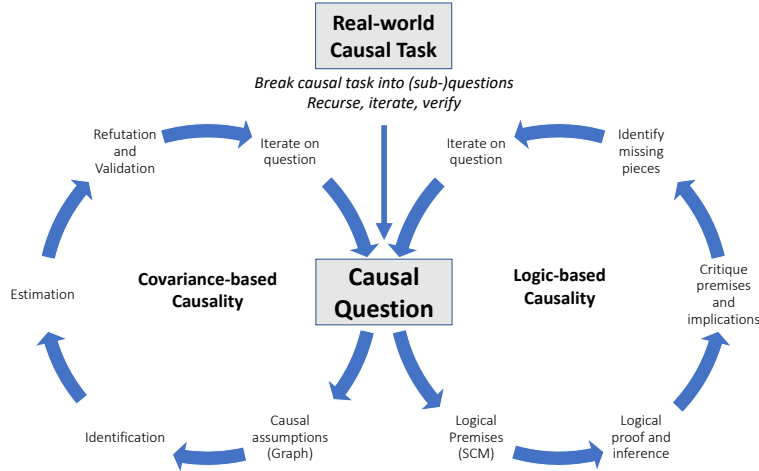 Real-world
Causal Task
Break causal task into (sub-)questions
Recurse, iterate, verify
Refutation and
Validation
Iterate on
question
Iterate on
question
Identify
missing
pieces
Estimation
Covariance-based
Causality
Causal
Question
Logic-based
Causality
Critique
premises and
implications
Identification
Causal
assumptions
(Graph)
Logical
Premises
(SCM)
Logical
proof and
inference